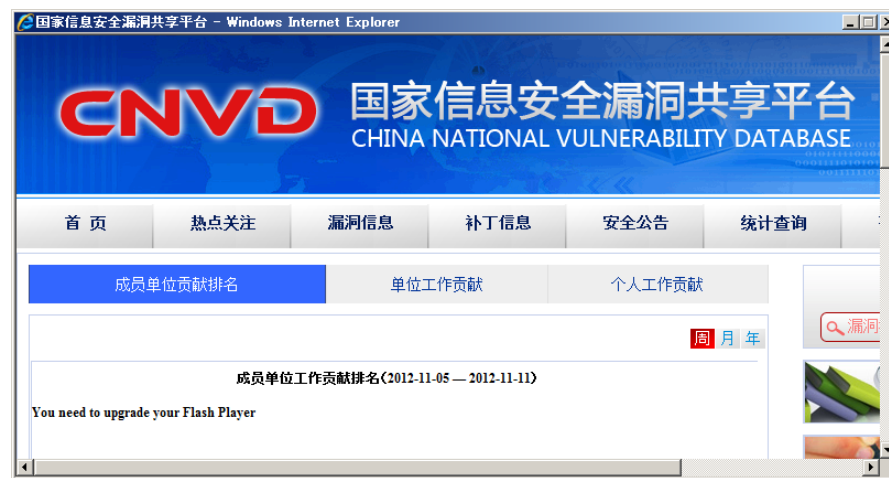 国家信息安全漏洞共享平台 - Windows Internet Explorer
CNVD
国家信息安全漏洞共享平台
CHINA NATIONAL VULNERABILITY DATABASE
首 页 热点关注 漏洞信息 补丁信息 安全公告 统计查询
成员单位贡献排名 单位工作贡献 个人工作贡献
漏洞
周 月 年
成员单位工作贡献排名(2012-11-05 — 2012-11-11)
You need to upgrade your Flash Player